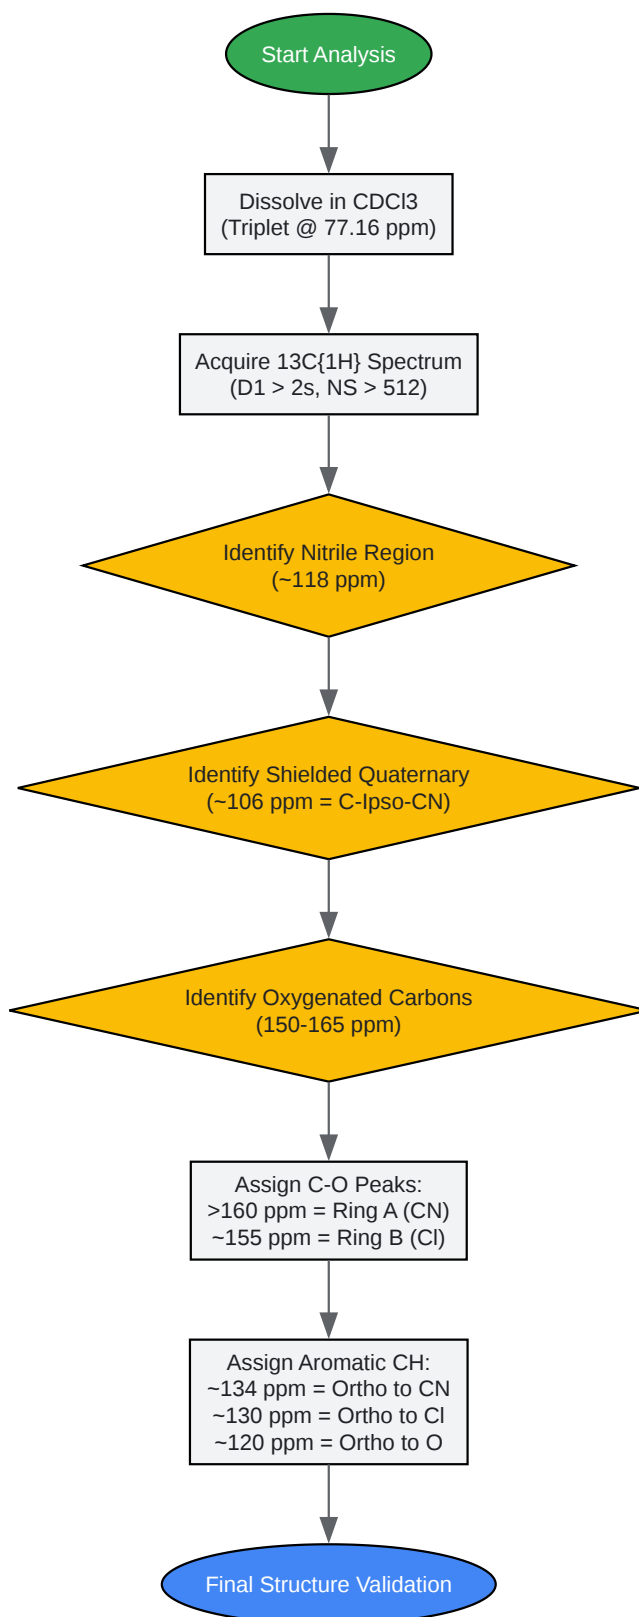 Start Analysis
Dissolve in CDCl3
(Triplet @ 77.16 ppm)
Acquire 13C{1H} Spectrum
(D1 > 2s, NS > 512)
Identify Nitrile Region
(~118 ppm)
Identify Shielded Quaternary
(~106 ppm = C-Ipso-CN)
Identify Oxygenated Carbons
(150-165 ppm)
Assign C-O Peaks:
>160 ppm = Ring A (CN)
~155 ppm = Ring B (Cl)
Assign Aromatic CH:
~134 ppm = Ortho to CN
~130 ppm = Ortho to Cl
~120 ppm = Ortho to O
Final Structure Validation